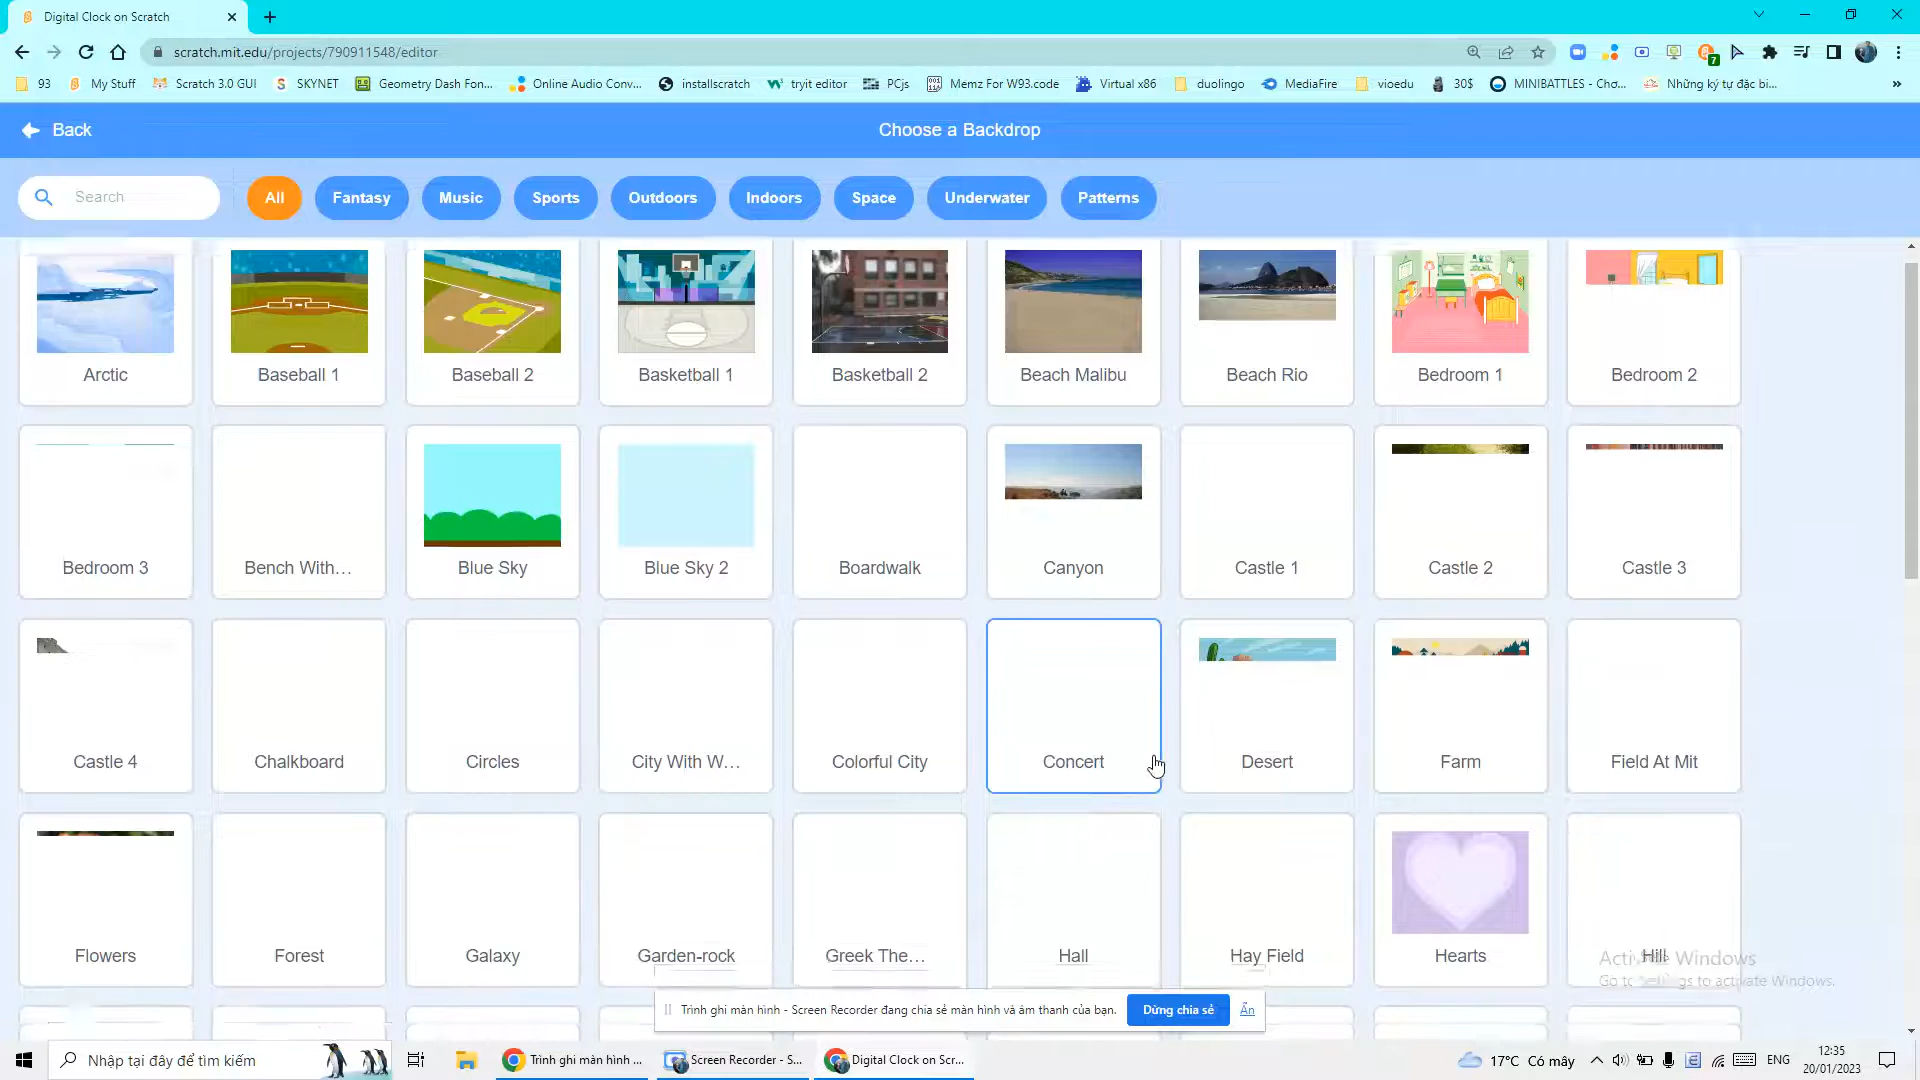 Digital Clock on Scratch
scratch.mit.edu/projects/790911548/editor
7
93 My Stuff Scratch 3.0 GUI SKYNET Geometry Dash Fon... Online Audio Conv... installscratch tryit editor PCjs Memz For W93.code Virtual x86 duolingo MediaFire vioedu 30$ MINIBATTLES - Chơ... Những ký tự đặc bi... »
Back Choose a Backdrop
Search All Fantasy Music Sports Outdoors Indoors Space Underwater Patterns
Arctic Baseball 1 Baseball 2 Basketball 1 Basketball 2 Beach Malibu Beach Rio Bedroom 1 Bedroom 2
Bedroom 3 Bench With... Blue Sky Blue Sky 2 Boardwalk Canyon Castle 1 Castle 2 Castle 3
Castle 4 Chalkboard Circles City With W... Colorful City Concert Desert Farm Field At Mit
Flowers Forest Galaxy Garden-rock Greek The... Hall Hay Field Hearts Hill
Activate Windows
Go to Settings to activate Windows.
Trình ghi màn hình - Screen Recorder đang chia sẻ màn hình và âm thanh của bạn. Dừng chia sẻ Ẩn
Nhập tại đây để tìm kiếm Trình ghi màn hình ... Screen Recorder - S... Digital Clock on Scr... 17°C Có mây ENG 12:35
20/01/2023